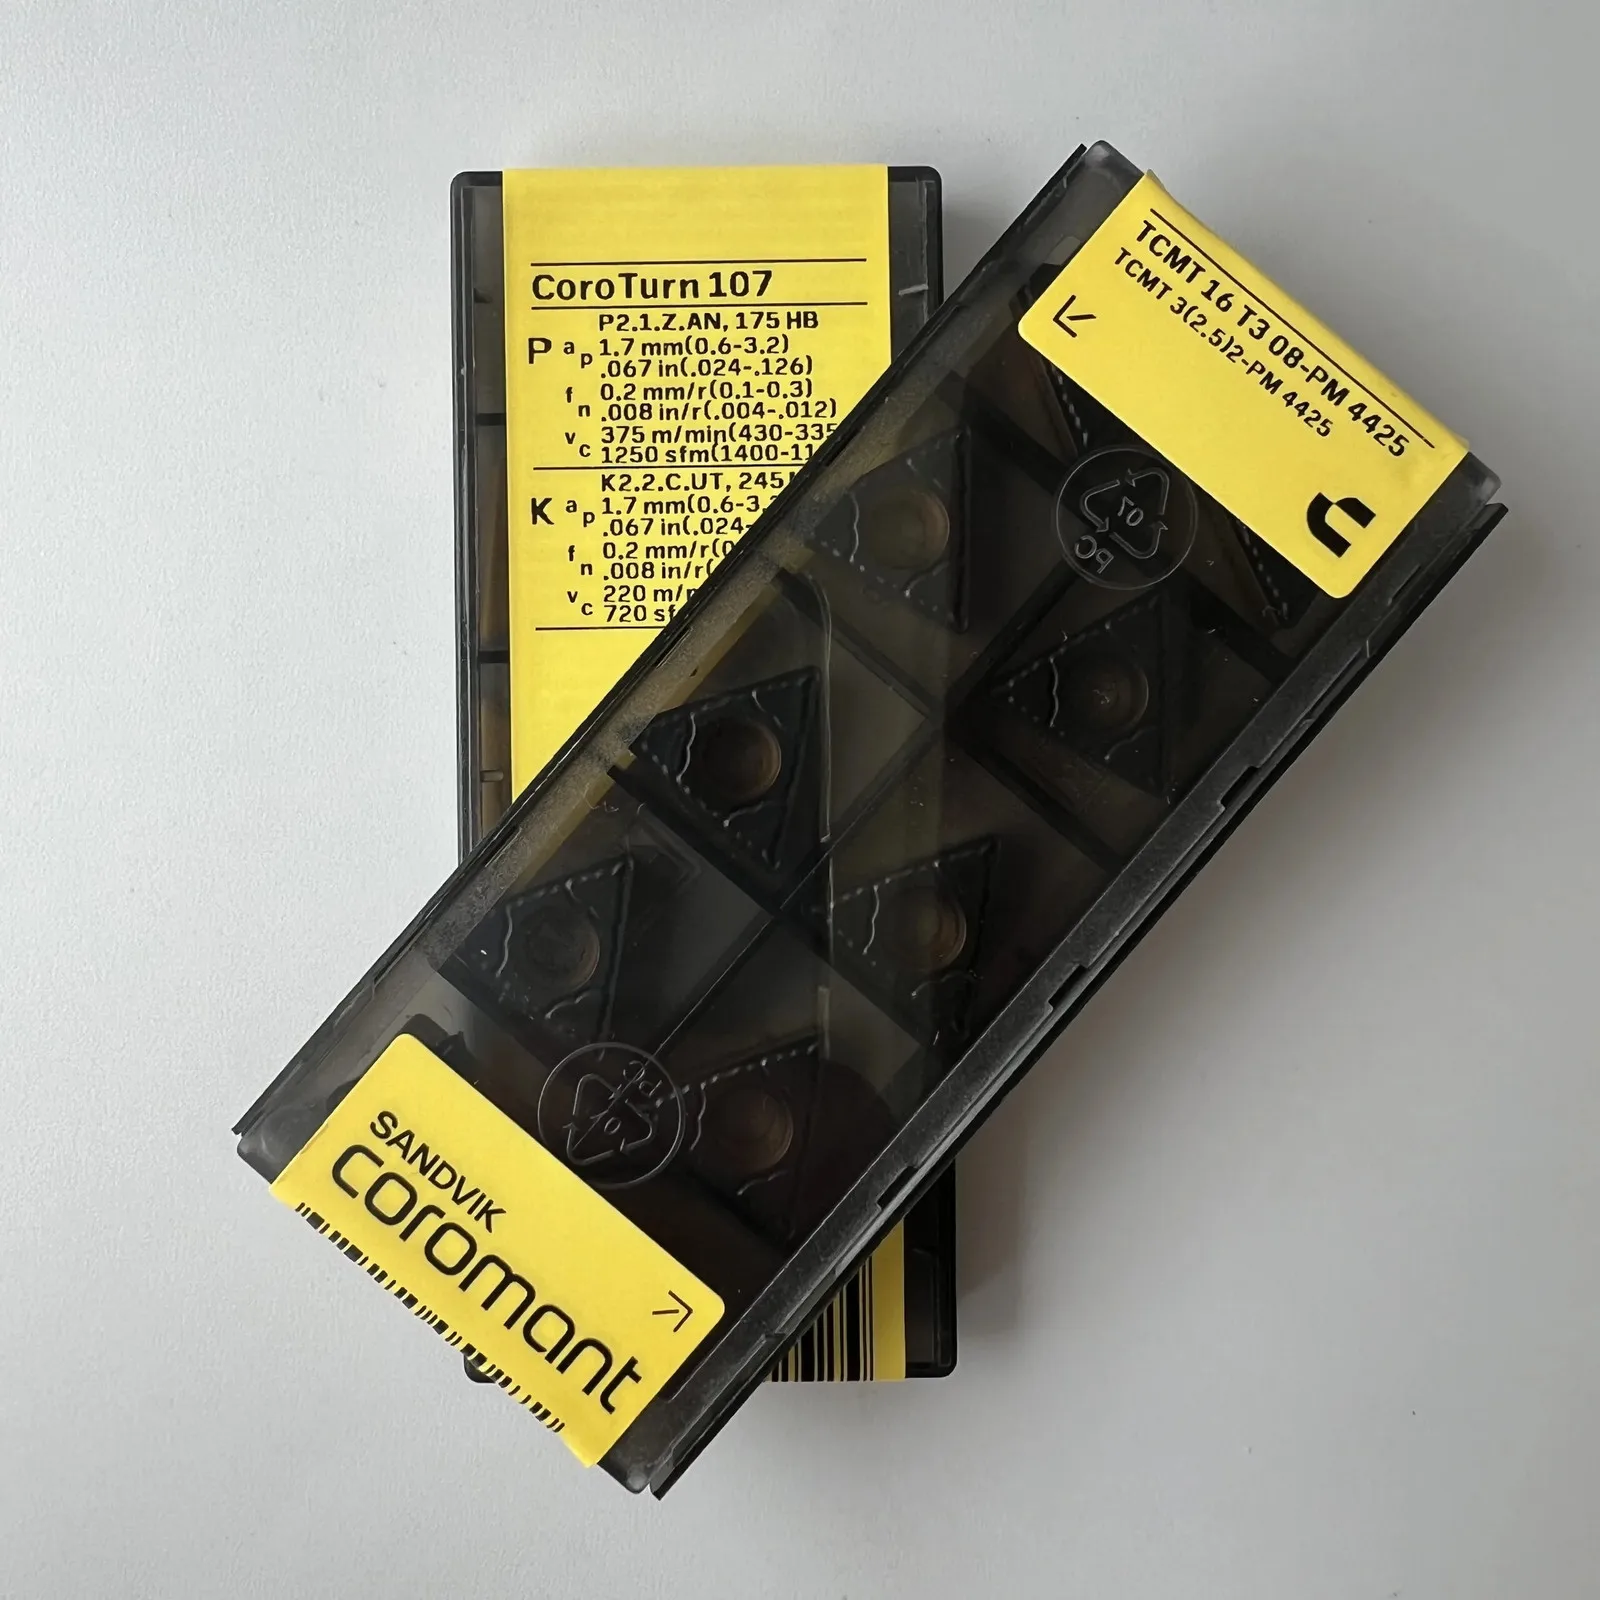 CoroTurn 107
P2.1.Z.AN, 175 HB
P ap 1.7 mm(0.6-3.2)
.067 in(.024-.126)
fn 0.2 mm/r(0.1-0.3)
.008 in/r(.004-.012)
vc 375 m/min(430-335
1250 sfm(1400-11
K2.2.C.UT, 245
K ap 1.7 mm(0.6-3.
.067 in(.024-
fn 0.2 mm/r(0
.008 in/r(
vc 220 m/m
720 sf
TCMT 16 T3 08-PM 4425
TCMT 3(2.5)2-PM 4425
07
PC
07
PC
SANDVIK
coromant